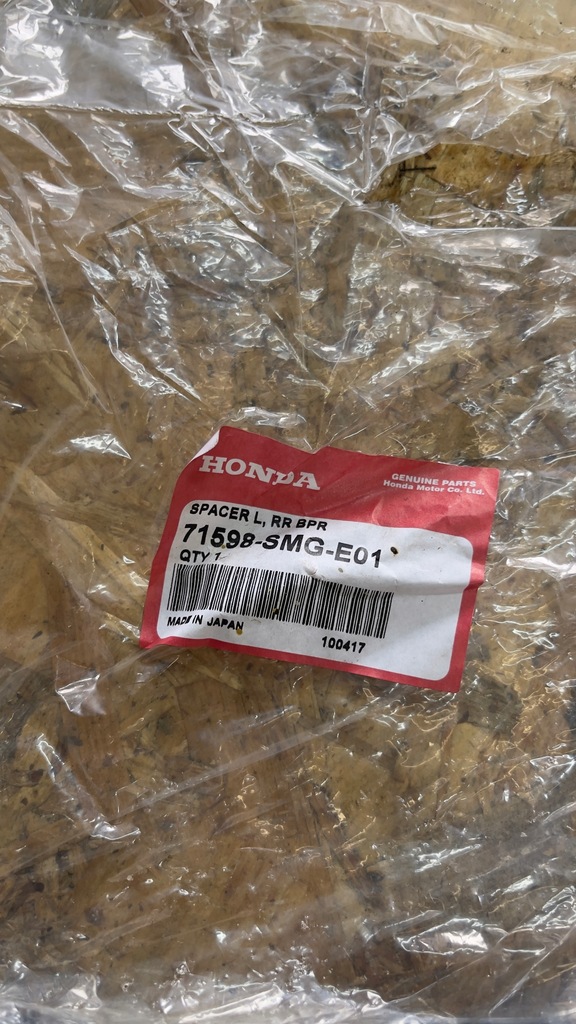 HONDA
GENUINE PARTS
Honda Motor Co. Ltd.
SPACER L, RR BPR
71598-SMG-E01
QTY 1
MADE IN JAPAN
100417